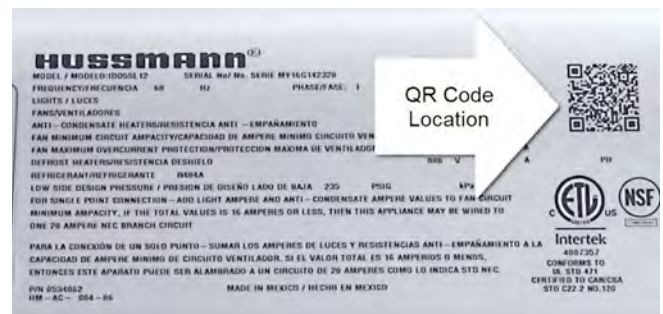 HUSSMANN®
MODEL / MODELO:ID05SL12 SERIAL No/ No. SERIE MY16G142320
FREQUENCY/FRECUENCIA 60 Hz PHASE/FASE: 1
LIGHTS / LUCES
FANS/VENTILADORES
ANTI-CONDENSATE HEATERS/RESISTENCIA ANTI-EMPAÑAMIENTO
FAN MINIMUM CIRCUIT AMPACITY/CAPACIDAD DE AMPERE MINIMO CIRCUITO VEN
FAN MAXIMUM OVERCURRENT PROTECTION/PROTECCION MAXIMA DE VENTILADOR
DEFROST HEATERS/RESISTENCIA DESHIELO V A PH
REFRIGERANT/REFRIGERANTE R404A
LOW SIDE DESIGN PRESSURE / PRESION DE DISEÑO LADO DE BAJA 235 PSIG kPa
FOR SINGLE POINT CONNECTION - ADD LIGHT AMPERE AND ANTI-CONDENSATE AMPERE VALUES TO FAN CIRCUIT
MINIMUM AMPACITY, IF THE TOTAL VALUES IS 16 AMPERES OR LESS, THEN THIS APPLIANCE MAY BE WIRED TO
ONE 20 AMPERE NEC BRANCH CIRCUIT
PARA LA CONEXIÓN DE UN SOLO PUNTO-SUMAR LOS AMPERES DE LUCES Y RESISTENCIAS ANTI-EMPAÑAMIENTO A LA
CAPACIDAD DE AMPERE MINIMO DE CIRCUITO VENTILADOR. SI EL VALOR TOTAL ES 16 AMPERIOS O MENOS,
ENTONCES ESTE APARATO PUEDE SER ALAMBRADO A UN CIRCUITO DE 20 AMPERES COMO LO INDICA STD NEC.
P/N 0534862 MADE IN MEXICO / HECHO EN MEXICO
HM-AC- 004-06
QR Code
Location
C ETL US
LISTED
NSF
Intertek
4007357
CONFORMS TO
UL STD 471
CERTIFIED TO CAN/CSA
STD C22.2 NO.120